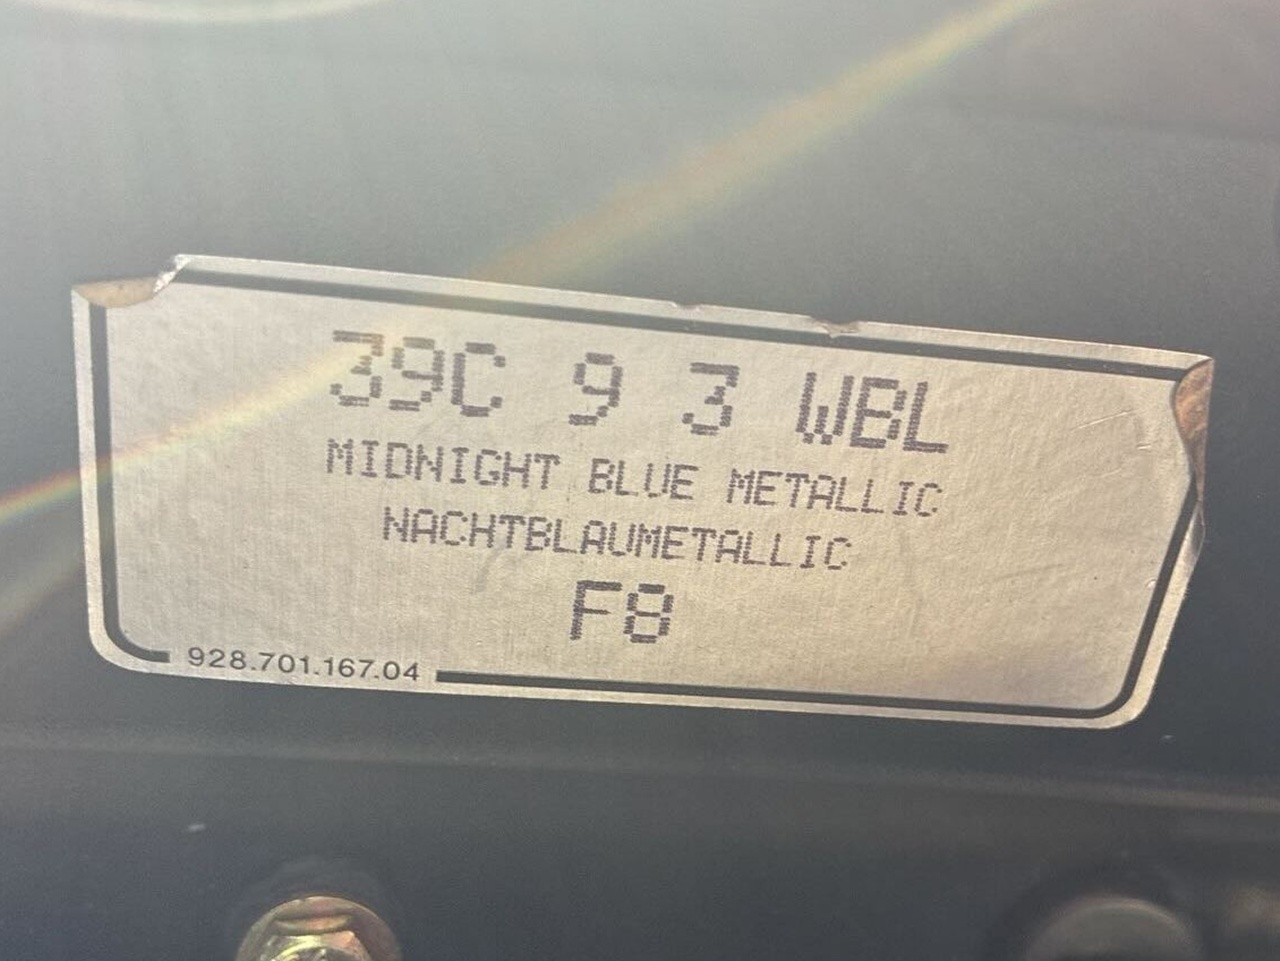 39C 9 3 WBL
MIDNIGHT BLUE METALLIC
NACHTBLAUMETALLIC
F8
928.701.167.04